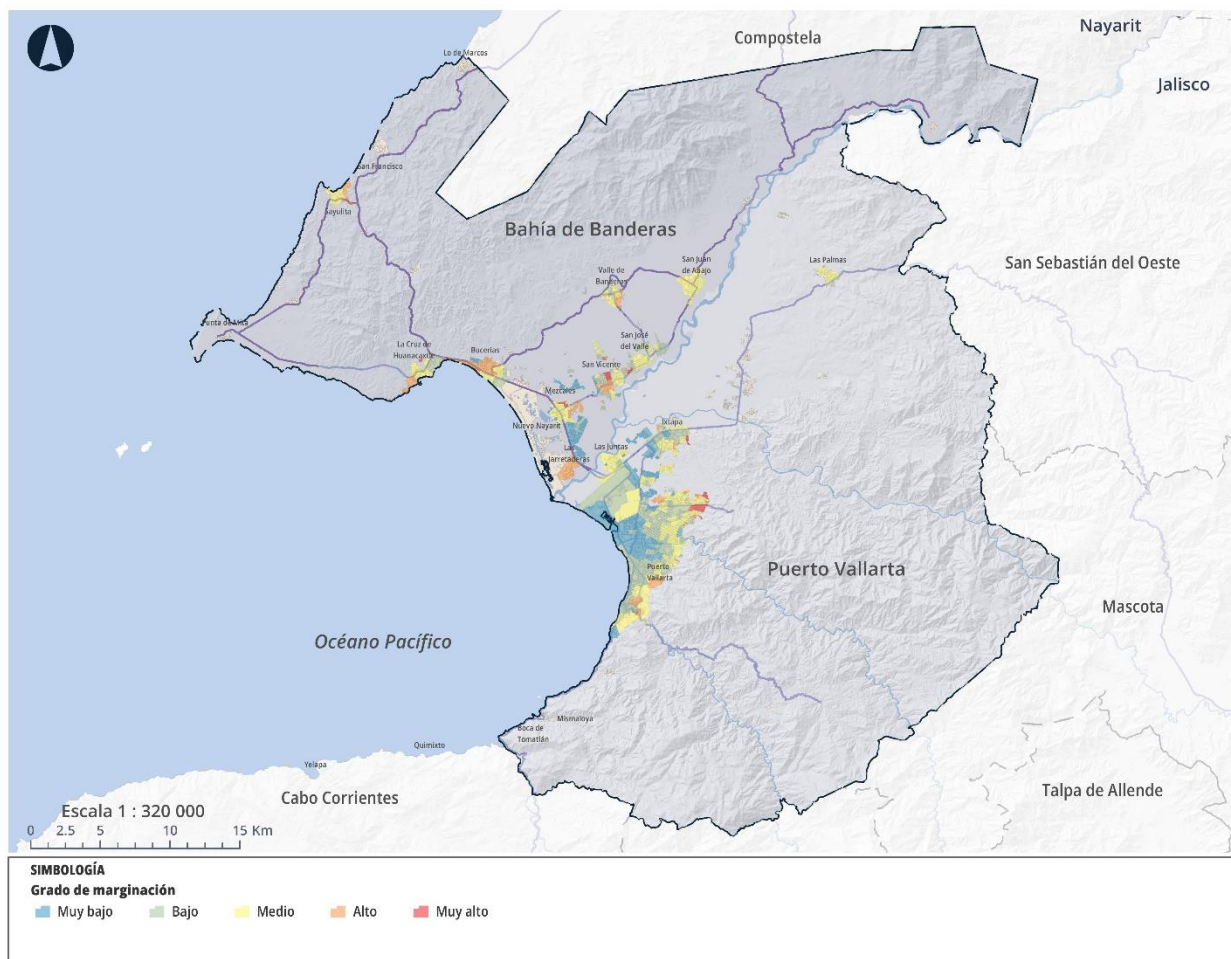 Nayarit
Compostela
Lo de Marcos
Jalisco
San Francisco
Sayulita
Bahía de Banderas
San Juan
de Abajo
Valle de
Banderas
Las Palmas
San Sebastián del Oeste
Punta de Mita
La Cruz de
Huanacaxtle
Bucerías
San José
del Valle
San Vicente
Mezcales
Nuevo Nayarit
Ixtapa
Las Juntas
Las
Jarretaderas
Puerto
Vallarta
Puerto Vallarta
Mascota
Océano Pacífico
Mismaloya
Boca de
Tomatlán
Quimixto
Yelapa
Cabo Corrientes
Talpa de Allende
Escala 1 : 320 000
0 2.5 5 10 15 Km
SIMBOLOGÍA
Grado de marginación
Muy bajo Bajo Medio Alto Muy alto